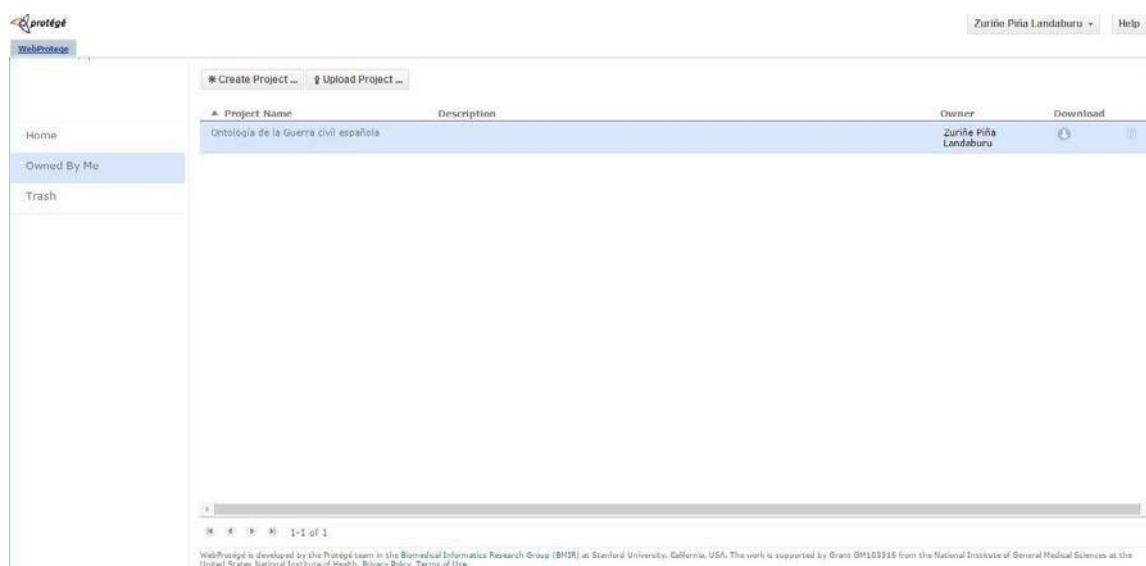 protégé
Zuriñe Piña Landaburu
Help
WebProtege
Create Project ...
Upload Project ...
Project Name
Description
Owner
Download
Home
Owned By Me
Trash
Ontología de la Guerra civil española
Zuriñe Piña
Landaburu
1-1 of 1
WebProtégé is developed by the Protégé team in the Biomedical Informatics Research Group (BMIR) at Stanford University, California, USA. The work is supported by Grant GM103316 from the National Institute of General Medical Sciences at the
United States National Institute of Health. Privacy Policy. Terms of Use